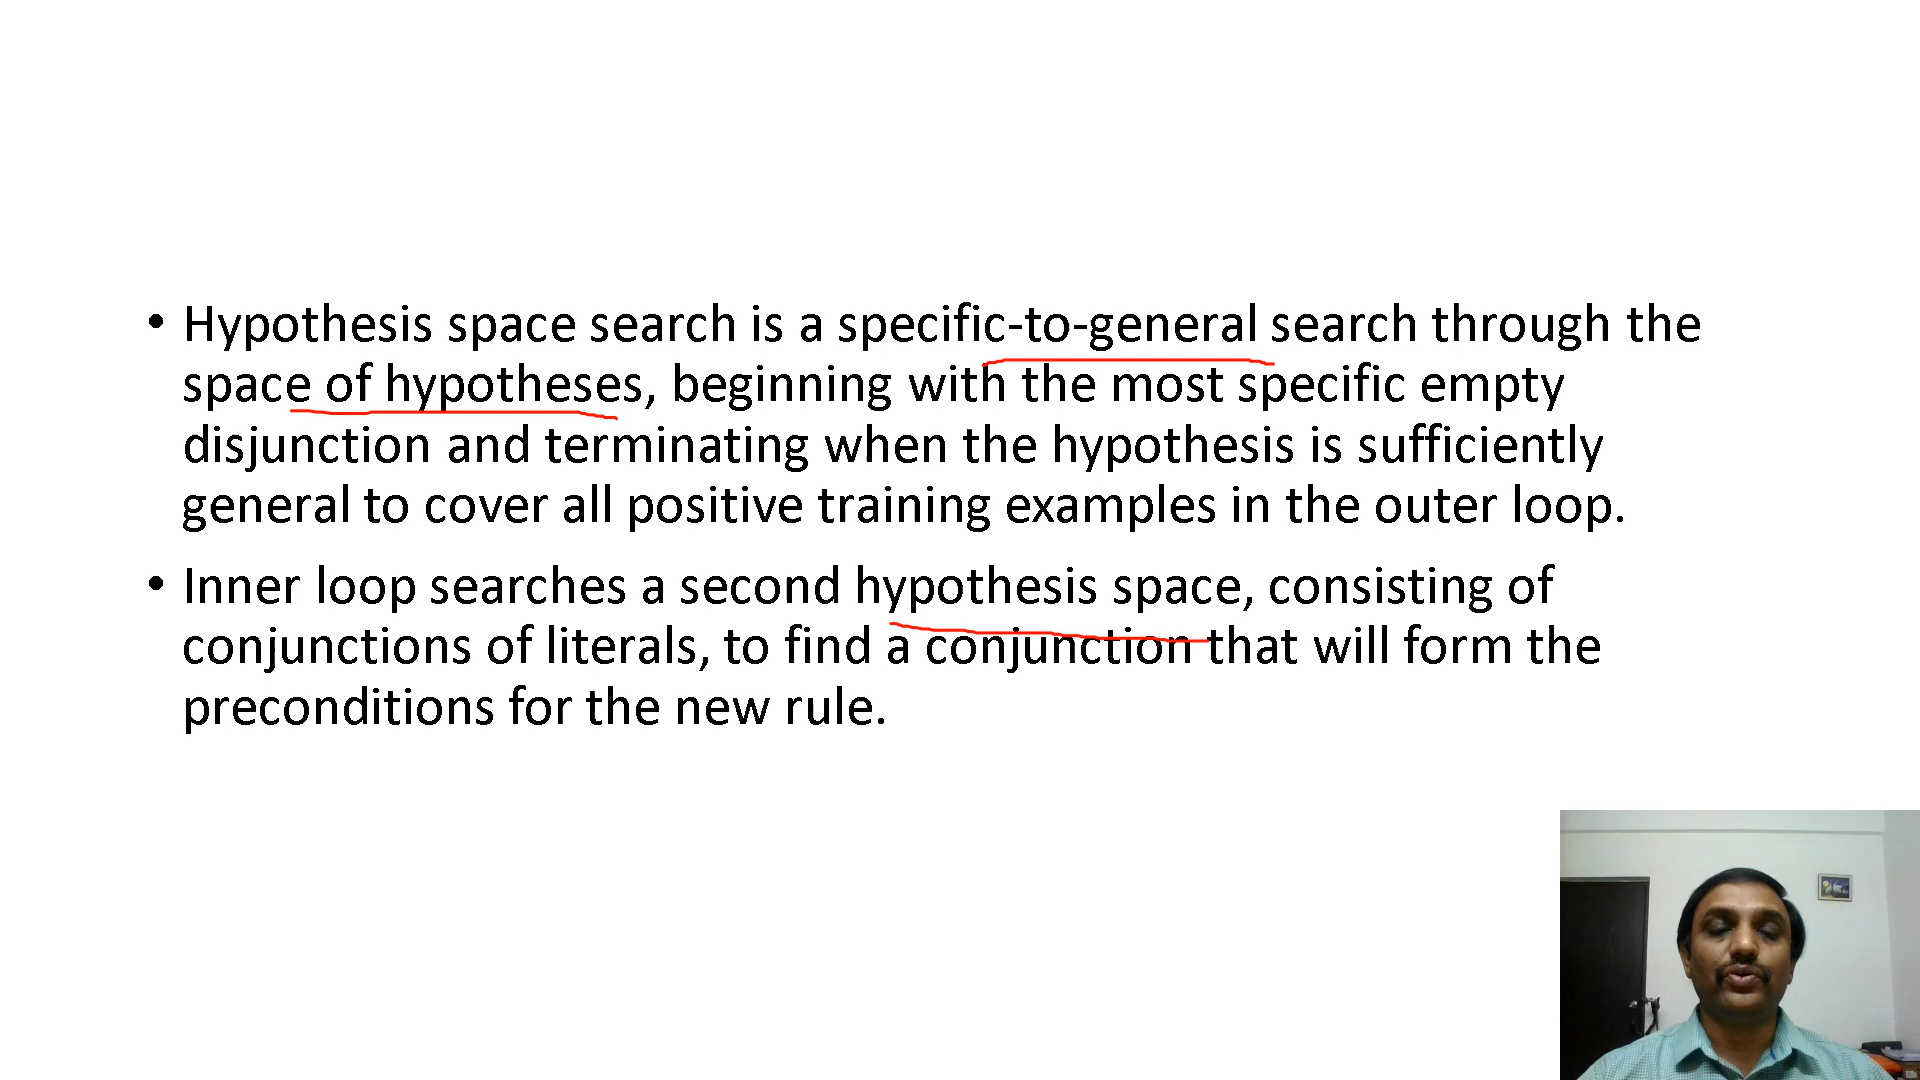 • Hypothesis space search is a specific-to-general search through the
space of hypotheses, beginning with the most specific empty
disjunction and terminating when the hypothesis is sufficiently
general to cover all positive training examples in the outer loop.
• Inner loop searches a second hypothesis space, consisting of
conjunctions of literals, to find a conjunction that will form the
preconditions for the new rule.